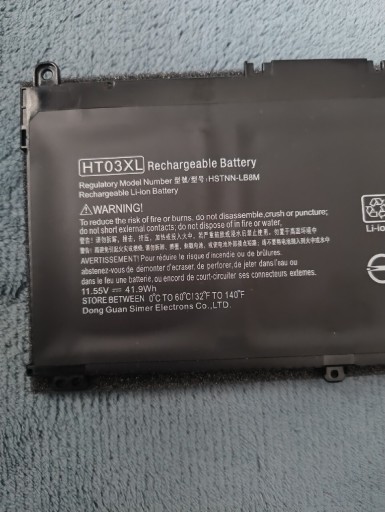 HT03XL Rechargeable Battery
Regulatory Model Number 型號/型号:HSTNN-LB8M
Rechargeable Li-ion Battery
WARNING!
To reduce the risk of fire or burns, do not disassemble,crush or puncture;
do not short external contacts; do not dispose of in fire or water.
AVERTISSEMENT! Pour réduire le risque d'incendie ou de brûlures,
abstenez-vous de démonter, d'écraser, de perforer, de jeter dans l'eau ou
dans le feu une batterie, ou encore de court-circuiter ses connecteurs externes.
11.55V ⎓ 41.9Wh
STORE BETWEEN 0°C TO 60°C(32°F TO 140°F
Dong Guan Simer Electrons Co.,LTD.
Li-io